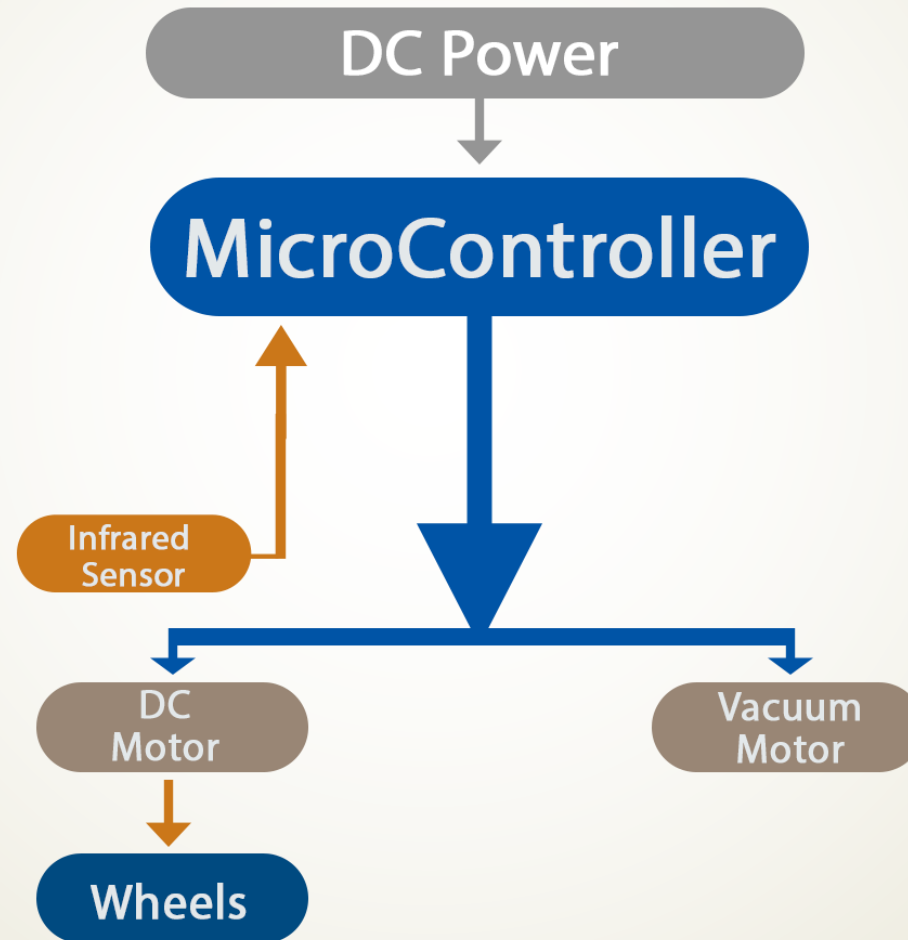 DC Power
MicroController
Infrared
Sensor
DC
Motor
Vacuum
Motor
Wheels